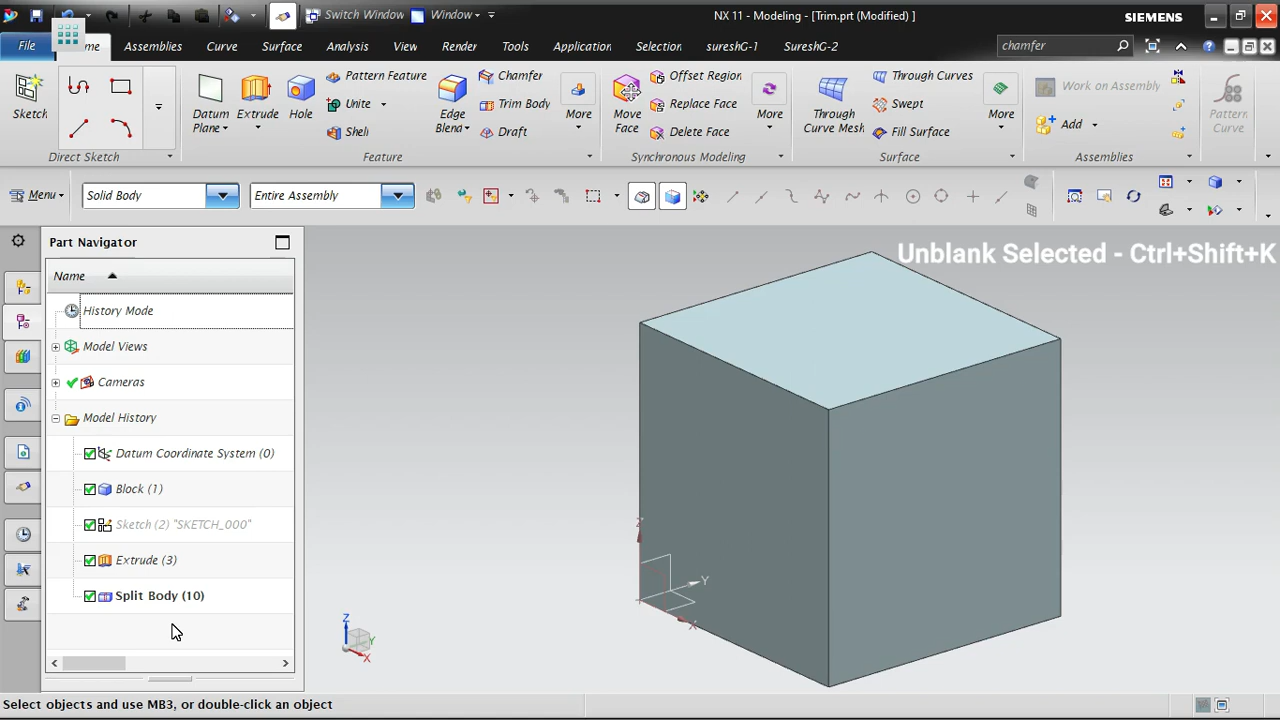 Switch Window
Window
NX 11 - Modeling - [Trim.prt (Modified) ]
SIEMENS
File
Assemblies
Curve
Surface
Analysis
View
Render
Tools
Application
Selection
sureshG-1
SureshG-2
chamfer
Sketch
Direct Sketch
Datum
Plane
Extrude
Hole
Pattern Feature
Unite
Shell
Edge
Blend
Chamfer
Trim Body
Draft
More
Feature
Move
Face
Offset Region
Replace Face
Delete Face
More
Synchronous Modeling
Through
Curve Mesh
Through Curves
Swept
Fill Surface
More
Surface
Work on Assembly
Add
Assemblies
Pattern
Curve
Menu
Solid Body
Entire Assembly
Part Navigator
Name
History Mode
Model Views
Cameras
Model History
Datum Coordinate System (0)
Block (1)
Sketch (2) "SKETCH_000"
Extrude (3)
Split Body (10)
Unblank Selected - Ctrl+Shift+K
Z
Y
X
Z
Y
X
Select objects and use MB3, or double-click an object